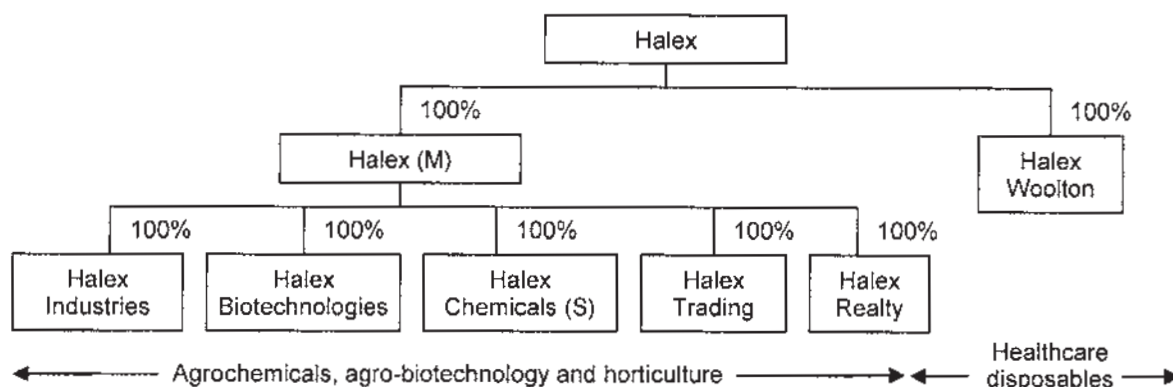 Halex
100%
100%
Halex (M)
Halex
Woolton
100%
100%
100%
100%
100%
Halex
Industries
Halex
Biotechnologies
Halex
Chemicals (S)
Halex
Trading
Halex
Realty
Agrochemicals, agro-biotechnology and horticulture
Healthcare
disposables